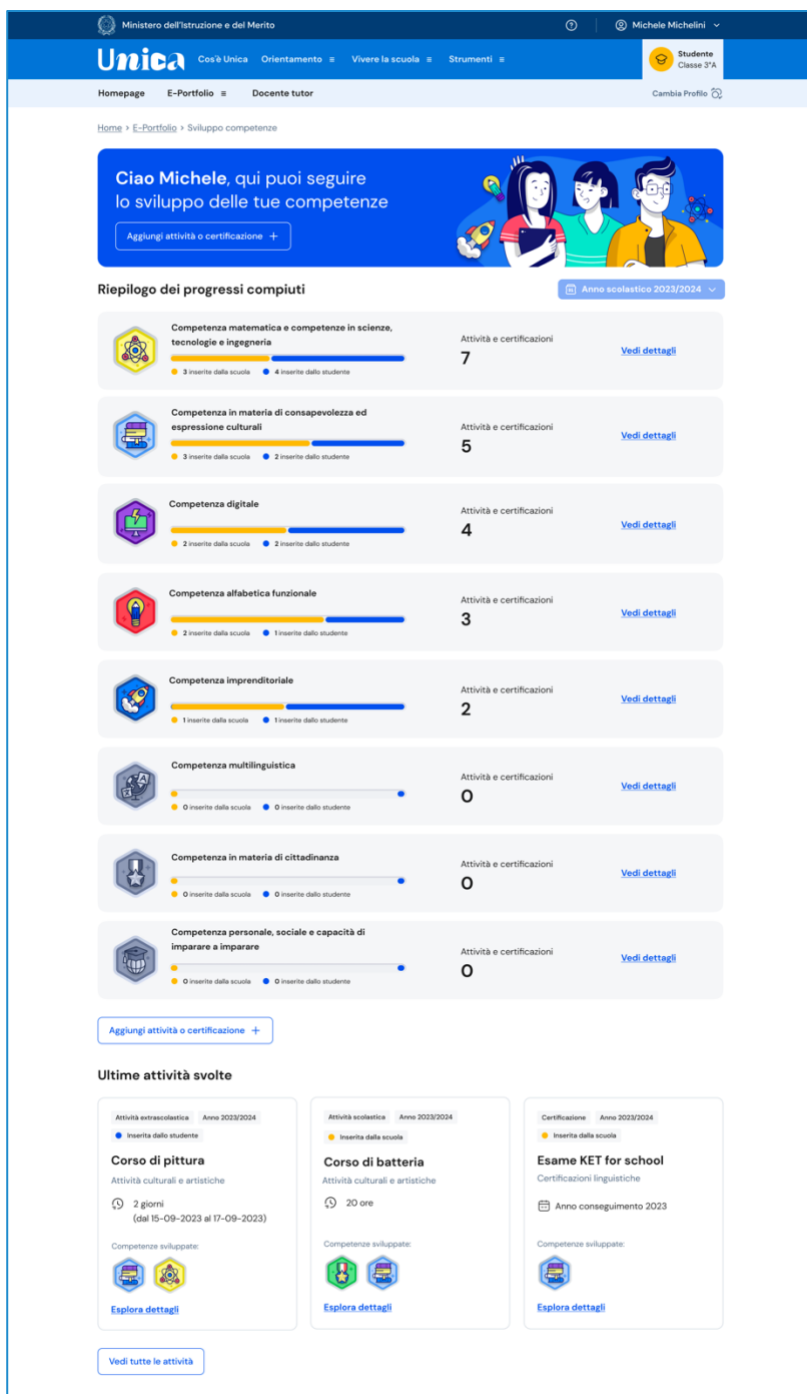 Ministero dell'Istruzione e del Merito
Michele Michelini
Unica
Cos'è Unica Orientamento Vivere la scuola Strumenti
Studente
Classe 3°A
Homepage E-Portfolio Docente tutor
Cambia Profilo
Home > E-Portfolio > Sviluppo competenze
Ciao Michele, qui puoi seguire
lo sviluppo delle tue competenze
Aggiungi attività o certificazione +
Riepilogo dei progressi compiuti
Anno scolastico 2023/2024
Competenza matematica e competenze in scienze,
tecnologie e ingegneria
3 inserite dalla scuola 4 inserite dallo studente
Attività e certificazioni
7
Vedi dettagli
Competenza in materia di consapevolezza ed
espressione culturali
3 inserite dalla scuola 2 inserite dallo studente
Attività e certificazioni
5
Vedi dettagli
Competenza digitale
2 inserite dalla scuola 2 inserite dallo studente
Attività e certificazioni
4
Vedi dettagli
Competenza alfabetica funzionale
2 inserite dalla scuola 1 inserite dallo studente
Attività e certificazioni
3
Vedi dettagli
Competenza imprenditoriale
1 inserite dalla scuola 1 inserite dallo studente
Attività e certificazioni
2
Vedi dettagli
Competenza multilinguistica
0 inserite dalla scuola 0 inserite dallo studente
Attività e certificazioni
0
Vedi dettagli
Competenza in materia di cittadinanza
0 inserite dalla scuola 0 inserite dallo studente
Attività e certificazioni
0
Vedi dettagli
Competenza personale, sociale e capacità di
imparare a imparare
0 inserite dalla scuola 0 inserite dallo studente
Attività e certificazioni
0
Vedi dettagli
Aggiungi attività o certificazione +
Ultime attività svolte
Attività extrascolastica Anno 2023/2024
Inserita dallo studente
Corso di pittura
Attività culturali e artistiche
2 giorni
(dal 15-09-2023 al 17-09-2023)
Competenze sviluppate:
Esplora dettagli
Attività scolastica Anno 2023/2024
Inserita dalla scuola
Corso di batteria
Attività culturali e artistiche
20 ore
Competenze sviluppate:
Esplora dettagli
Certificazione Anno 2023/2024
Inserita dalla scuola
Esame KET for school
Certificazioni linguistiche
Anno conseguimento 2023
Competenze sviluppate:
Esplora dettagli
Vedi tutte le attività